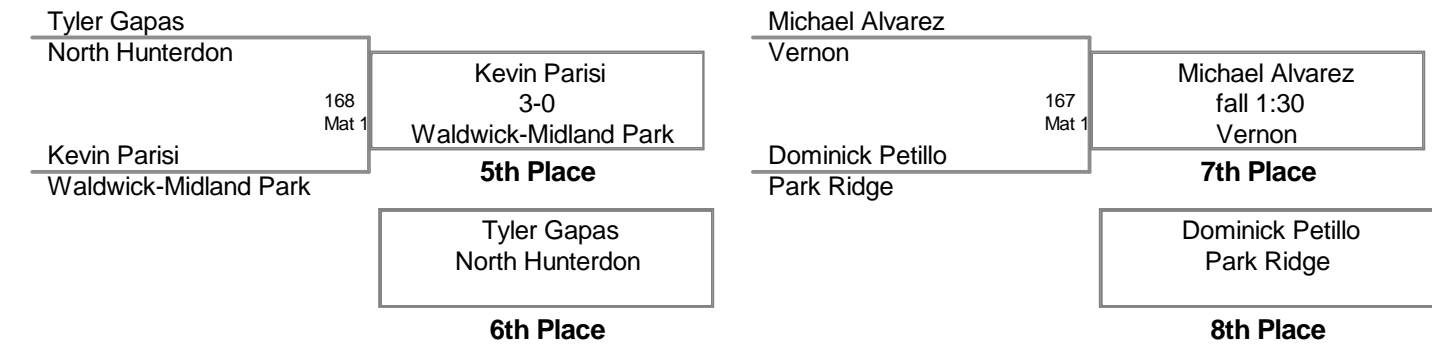 Tyler Gapas
North Hunterdon
168
Mat 1
Kevin Parisi
Waldwick-Midland Park
Kevin Parisi
3-0
Waldwick-Midland Park
5th Place
Tyler Gapas
North Hunterdon
6th Place
Michael Alvarez
Vernon
167
Mat 1
Dominick Petillo
Park Ridge
Michael Alvarez
fall 1:30
Vernon
7th Place
Dominick Petillo
Park Ridge
8th Place